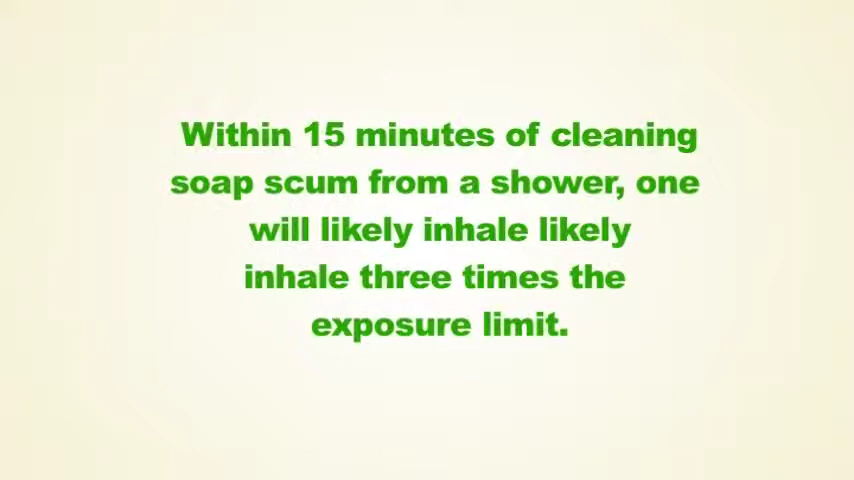 Within 15 minutes of cleaning
soap scum from a shower, one
will likely inhale likely
inhale three times the
exposure limit.